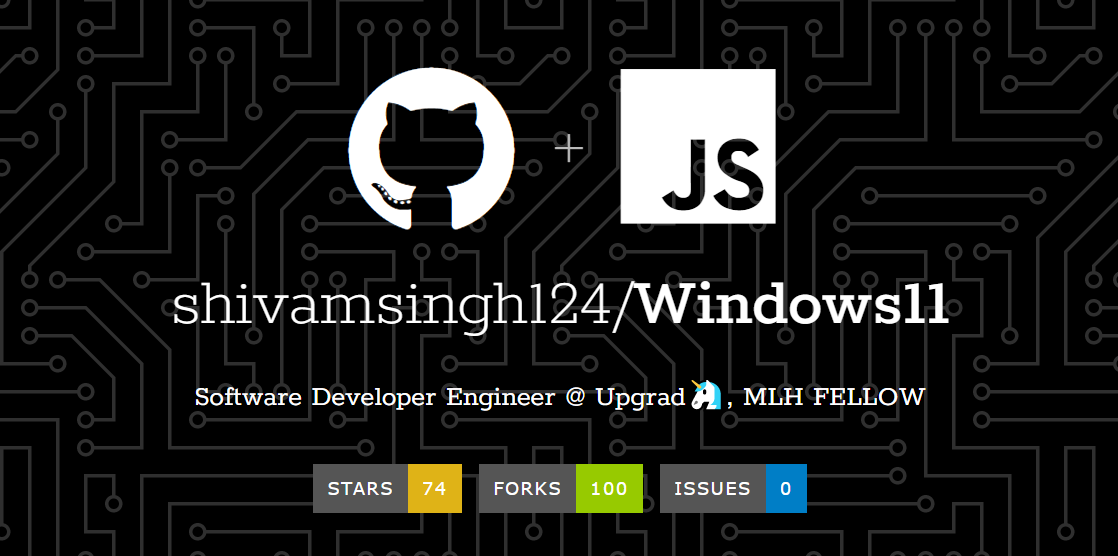 JS
shivamsingh124/Windows11
Software Developer Engineer @ Upgrad🦄, MLH FELLOW
STARS 74 FORKS 100 ISSUES 0